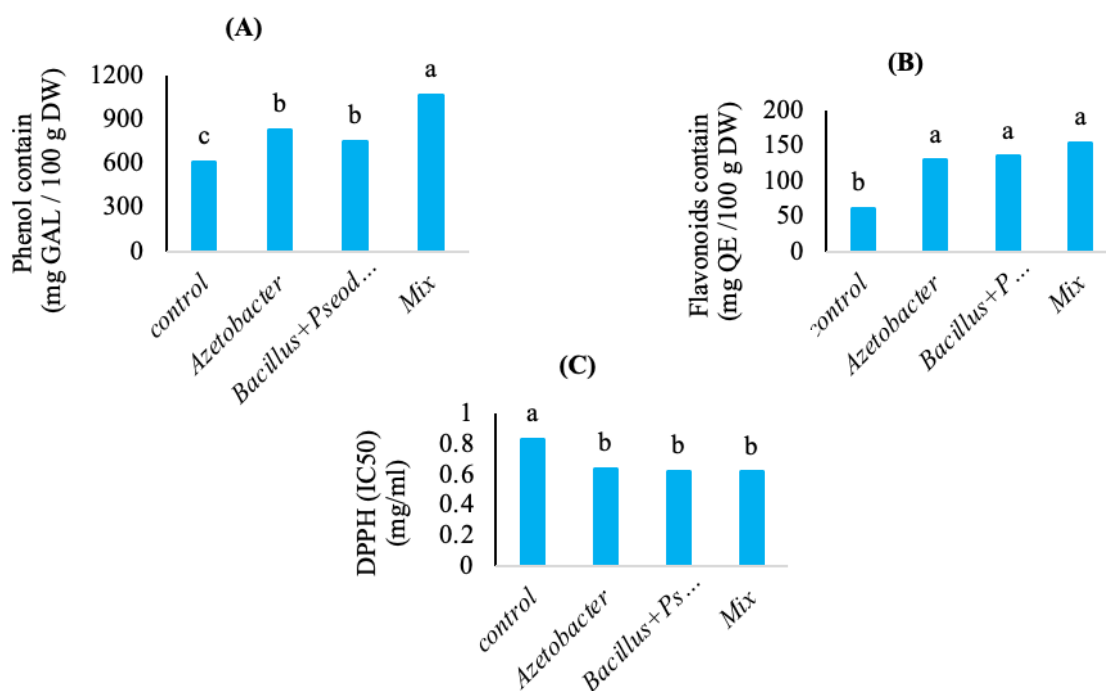 (A)
Phenol contain
(mg GAL / 100 g DW)
1200
900
600
300
0
c
b
b
a
control
Azetobacter
Bacillus+Pseod...
Mix
(B)
Flavonoids contain
(mg QE /100 g DW)
200
150
100
50
0
b
a
a
a
control
Azetobacter
Bacillus+P...
Mix
(C)
DPPH (IC50)
(mg/ml)
1
0.8
0.6
0.4
0.2
0
a
b
b
b
control
Azetobacter
Bacillus+Ps...
Mix